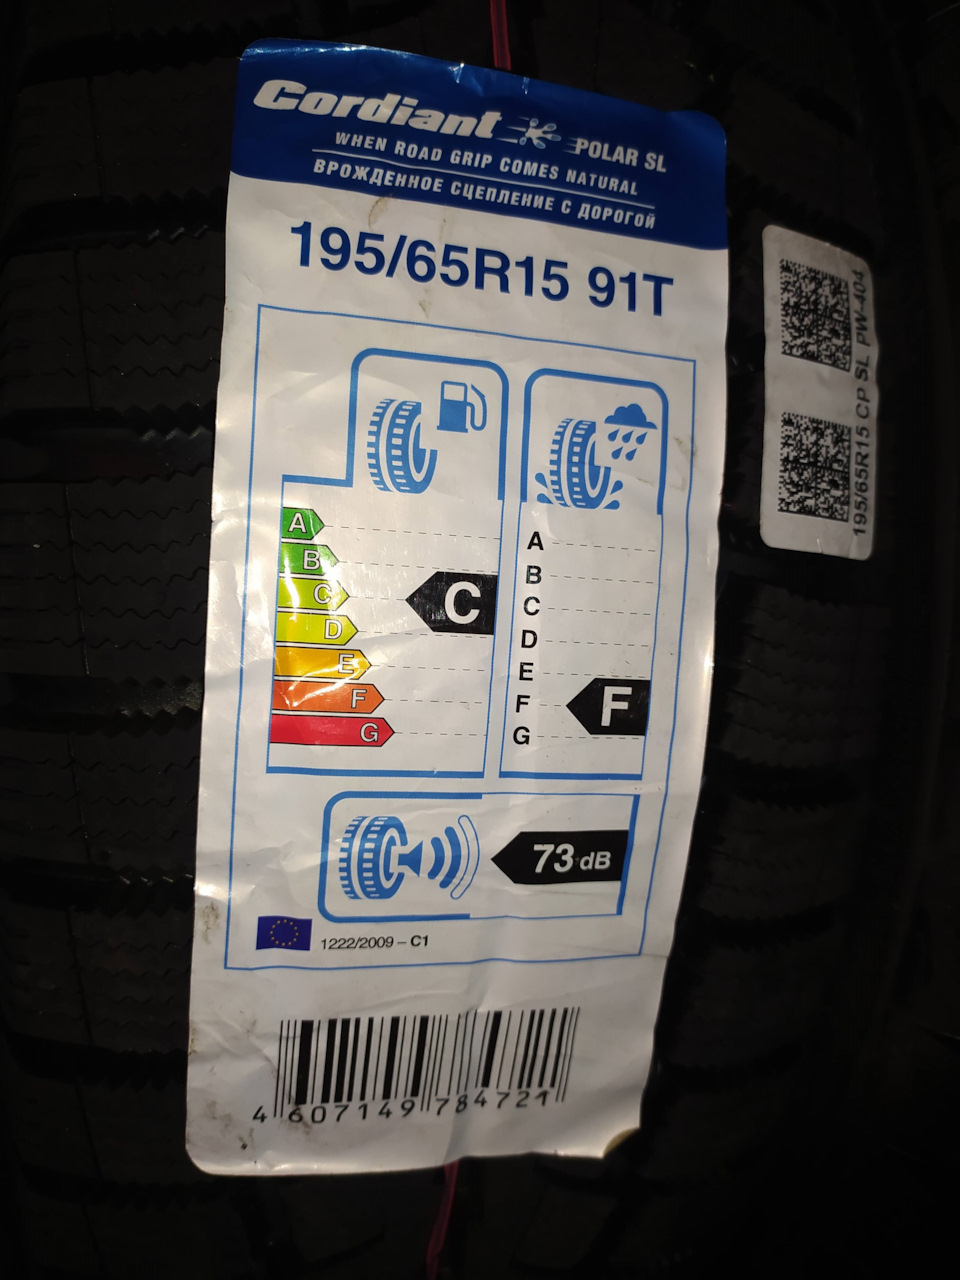 Cordiant POLAR SL
WHEN ROAD GRIP COMES NATURAL
ВРОЖДЕННОЕ СЦЕПЛЕНИЕ С ДОРОГОЙ
195/65R15 91T
A
B
C
D
E
F
G
C
A
B
C
D
E
F
G
F
73 dB
1222/2009 – C1
4 607149 784721
195/65R15 CP SL PW-404